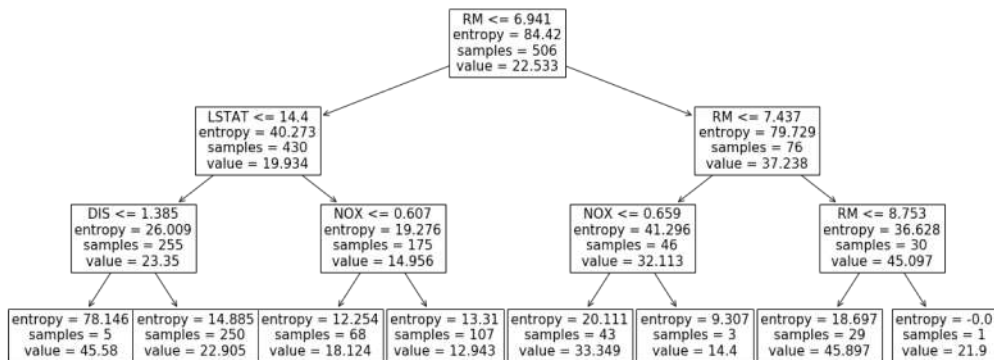 RM <= 6.941
entropy = 84.42
samples = 506
value = 22.533
LSTAT <= 14.4
entropy = 40.273
samples = 430
value = 19.934
RM <= 7.437
entropy = 79.729
samples = 76
value = 37.238
DIS <= 1.385
entropy = 26.009
samples = 255
value = 23.35
NOX <= 0.607
entropy = 19.276
samples = 175
value = 14.956
NOX <= 0.659
entropy = 41.296
samples = 46
value = 32.113
RM <= 8.753
entropy = 36.628
samples = 30
value = 45.097
entropy = 78.146
samples = 5
value = 45.58
entropy = 14.885
samples = 250
value = 22.905
entropy = 12.254
samples = 68
value = 18.124
entropy = 13.31
samples = 107
value = 12.943
entropy = 20.111
samples = 43
value = 33.349
entropy = 9.307
samples = 3
value = 14.4
entropy = 18.697
samples = 29
value = 45.897
entropy = -0.0
samples = 1
value = 21.9